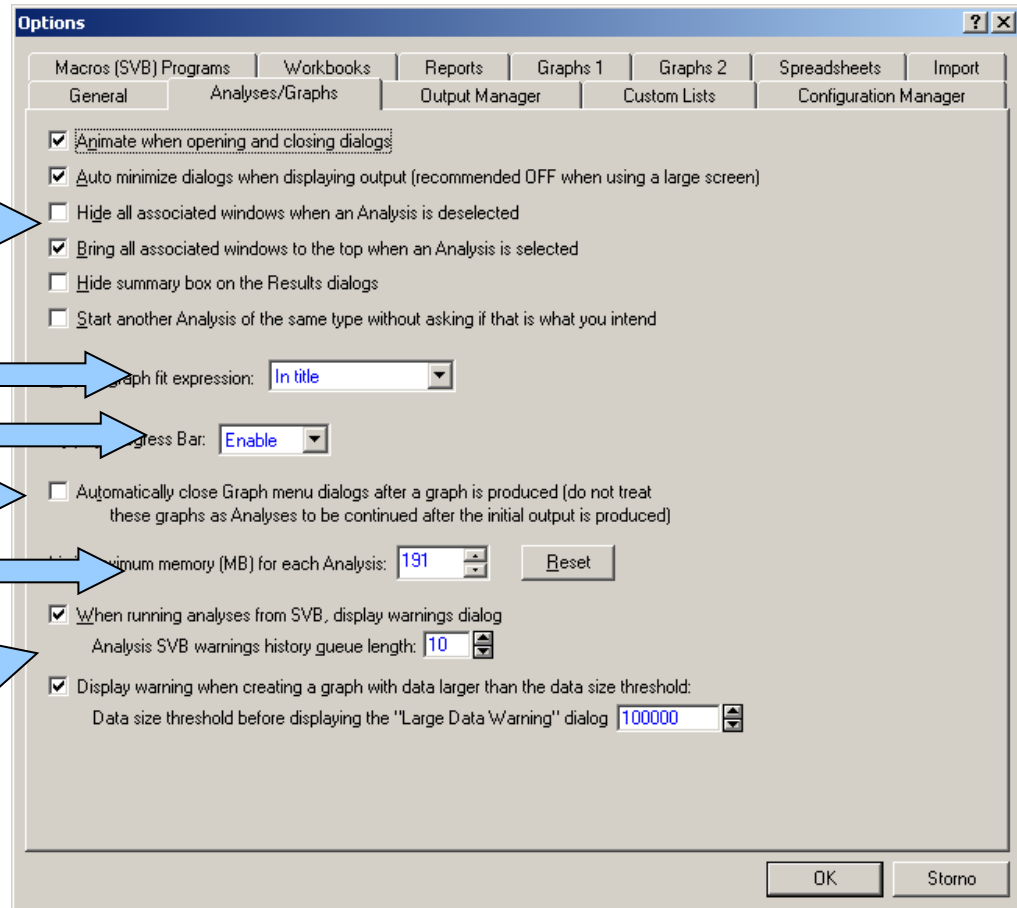 Options
Macros (SVB) Programs Workbooks Reports Graphs 1 Graphs 2 Spreadsheets Import
General Analyses/Graphs Output Manager Custom Lists Configuration Manager
Animate when opening and closing dialogs
Auto minimize dialogs when displaying output (recommended OFF when using a large screen)
Hide all associated windows when an Analysis is deselected
Bring all associated windows to the top when an Analysis is selected
Hide summary box on the Results dialogs
Start another Analysis of the same type without asking if that is what you intend
fit expression: In title
Bar: Enable
Automatically close Graph menu dialogs after a graph is produced (do not treat
these graphs as Analyses to be continued after the initial output is produced)
memory (MB) for each Analysis: 191 Reset
When running analyses from SVB, display warnings dialog
Analysis SVB warnings history queue length: 10
Display warning when creating a graph with data larger than the data size threshold:
Data size threshold before displaying the "Large Data Warning" dialog 100000
OK Storno